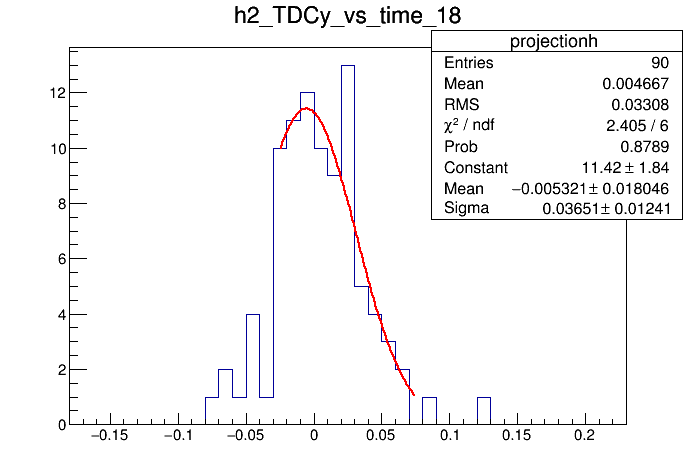 h2_TDCy_vs_time_18
projectionh
Entries 90
Mean 0.004667
RMS 0.03308
χ² / ndf 2.405 / 6
Prob 0.8789
Constant 11.42 ± 1.84
Mean −0.005321 ± 0.018046
Sigma 0.03651 ± 0.01241
12
10
8
6
4
2
0
−0.15 −0.1 −0.05 0 0.05 0.1 0.15 0.2